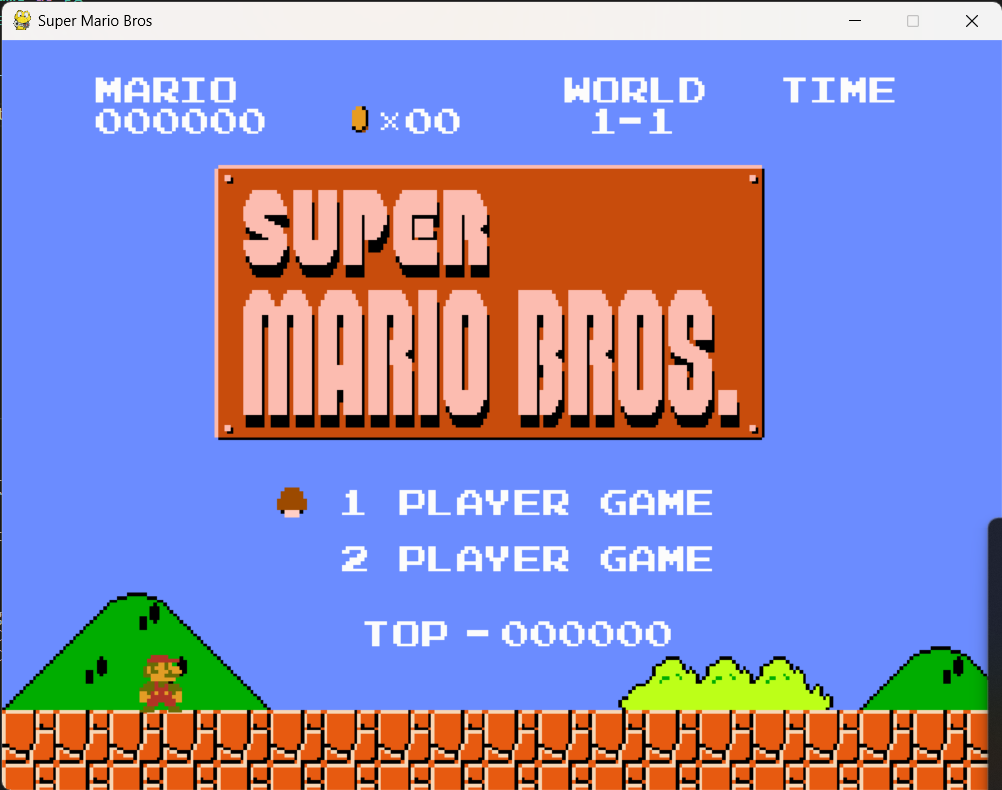 Super Mario Bros
MARIO WORLD TIME
000000 ×00 1-1
SUPER
MARIO BROS.
1 PLAYER GAME
2 PLAYER GAME
TOP - 000000